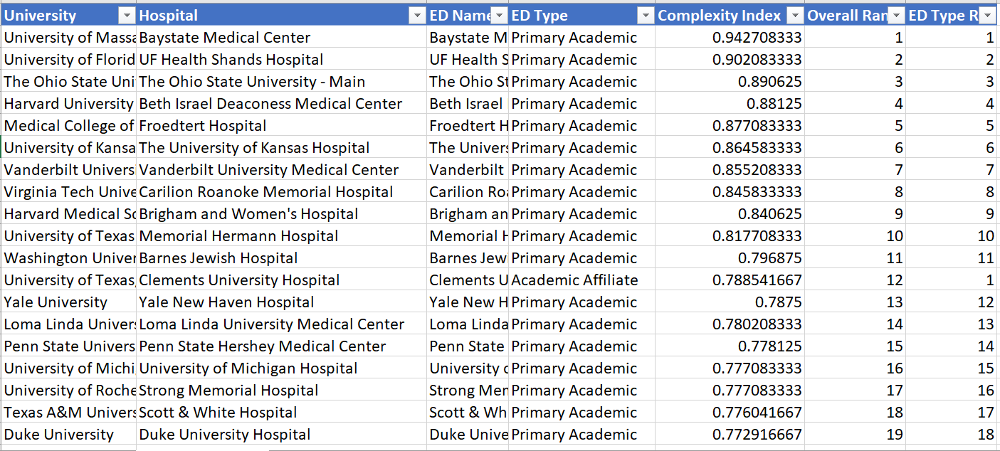 University Hospital ED Name ED Type Complexity Index Overall Ran ED Type R
University of Massa Baystate Medical Center Baystate M Primary Academic 0.942708333 1 1
University of Florid UF Health Shands Hospital UF Health S Primary Academic 0.902083333 2 2
The Ohio State Uni The Ohio State University - Main The Ohio St Primary Academic 0.890625 3 3
Harvard University Beth Israel Deaconess Medical Center Beth Israel Primary Academic 0.88125 4 4
Medical College of Froedtert Hospital Froedtert H Primary Academic 0.877083333 5 5
University of Kansa The University of Kansas Hospital The Univers Primary Academic 0.864583333 6 6
Vanderbilt Univers Vanderbilt University Medical Center Vanderbilt Primary Academic 0.855208333 7 7
Virginia Tech Unive Carilion Roanoke Memorial Hospital Carilion Roa Primary Academic 0.845833333 8 8
Harvard Medical Sc Brigham and Women's Hospital Brigham an Primary Academic 0.840625 9 9
University of Texas Memorial Hermann Hospital Memorial H Primary Academic 0.817708333 10 10
Washington Univer Barnes Jewish Hospital Barnes Jew Primary Academic 0.796875 11 11
University of Texas, Clements University Hospital Clements U Academic Affiliate 0.788541667 12 1
Yale University Yale New Haven Hospital Yale New H Primary Academic 0.7875 13 12
Loma Linda Univers Loma Linda University Medical Center Loma Linda Primary Academic 0.780208333 14 13
Penn State Univers Penn State Hershey Medical Center Penn State Primary Academic 0.778125 15 14
University of Michi University of Michigan Hospital University o Primary Academic 0.777083333 16 15
University of Roche Strong Memorial Hospital Strong Mem Primary Academic 0.777083333 17 16
Texas A&M Univers Scott & White Hospital Scott & Wh Primary Academic 0.776041667 18 17
Duke University Duke University Hospital Duke Unive Primary Academic 0.772916667 19 18